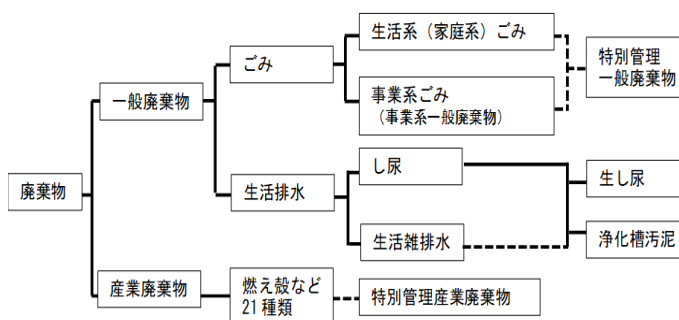 廃棄物
一般廃棄物
ごみ
生活系（家庭系）ごみ
事業系ごみ
（事業系一般廃棄物）
特別管理
一般廃棄物
生活排水
し尿
生活雑排水
生し尿
浄化槽汚泥
産業廃棄物
燃え殻など
21種類
特別管理産業廃棄物